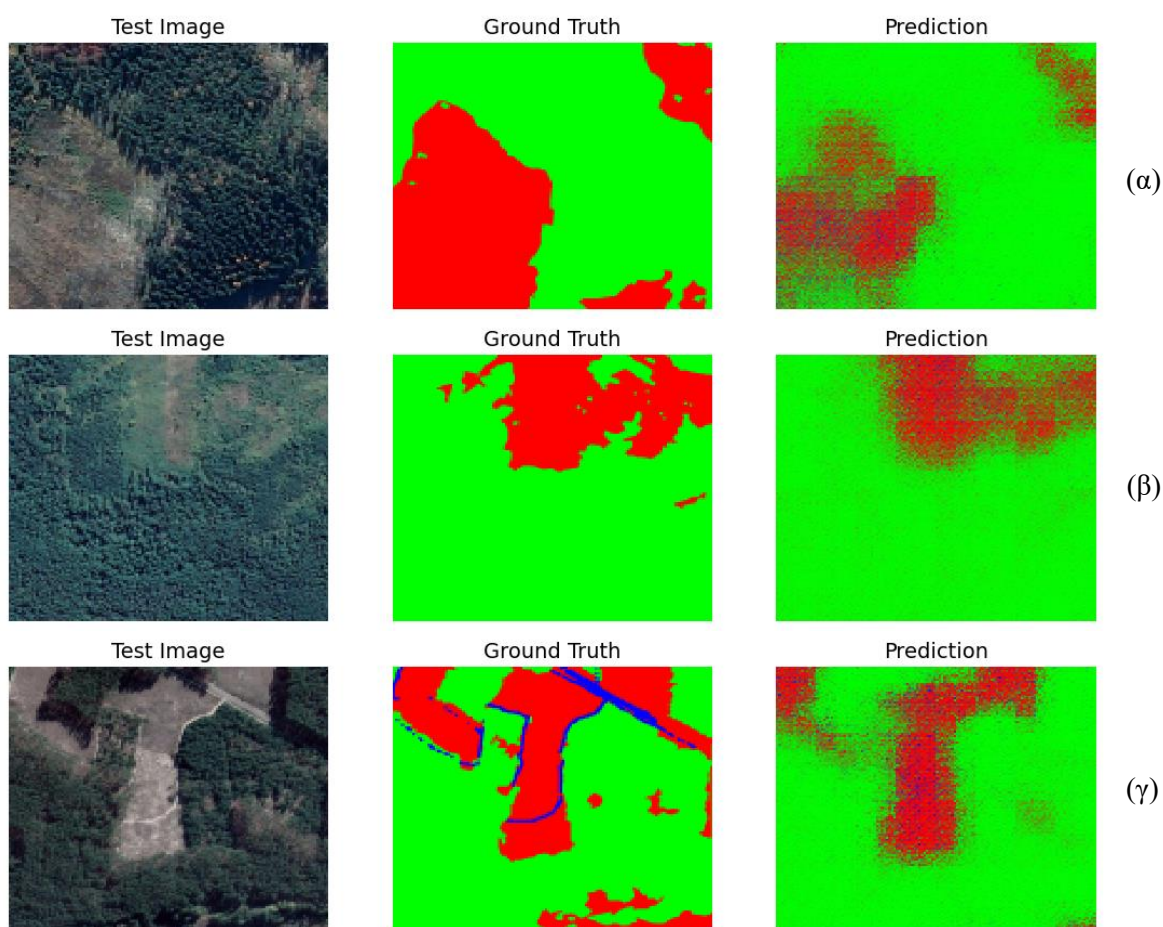 Test Image Ground Truth Prediction
(α)
Test Image Ground Truth Prediction
(β)
Test Image Ground Truth Prediction
(γ)